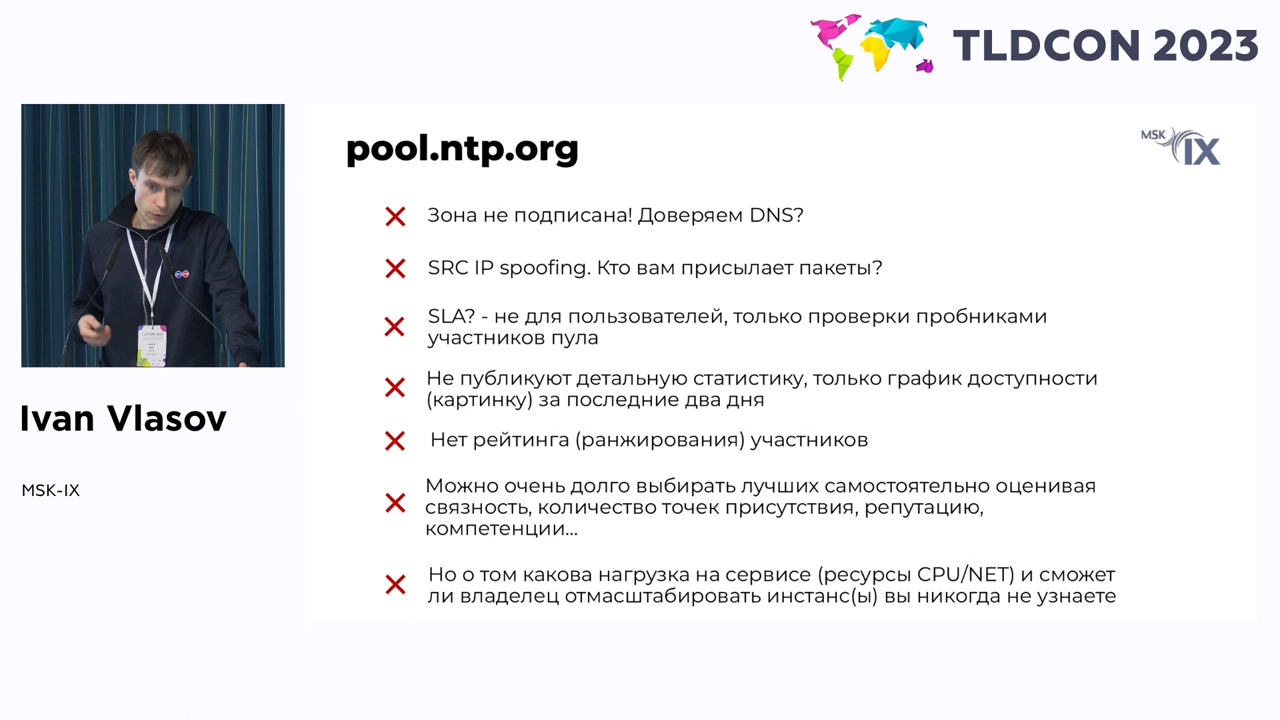 TLDCON 2023
pool.ntp.org
MSK IX
Зона не подписана! Доверяем DNS?
SRC IP spoofing. Кто вам присылает пакеты?
SLA? - не для пользователей, только проверки пробниками
участников пула
Не публикуют детальную статистику, только график доступности
(картинку) за последние два дня
Нет рейтинга (ранжирования) участников
Можно очень долго выбирать лучших самостоятельно оценивая
связность, количество точек присутствия, репутацию,
компетенции...
Но о том какова нагрузка на сервисе (ресурсы CPU/NET) и сможет
ли владелец отмасштабировать инстанс(ы) вы никогда не узнаете
Ivan Vlasov
MSK-IX